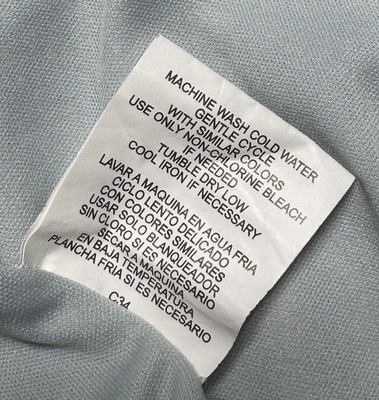 MACHINE WASH COLD WATER
GENTLE CYCLE
WITH SIMILAR COLORS
USE ONLY NON-CHLORINE BLEACH
IF NEEDED
TUMBLE DRY LOW
COOL IRON IF NECESSARY
LAVAR A MAQUINA EN AGUA FRIA
CICLO LENTO DELICADO
USAR SOLORES SIMILARES
SIN CLORO SI ES NECESARIO
USAR SOLO BLANQUEADOR
SECAR A MAQUINA
EN BAJA TEMPERATURA
PLANCHA FRIA SI ES NECESARIO
C34